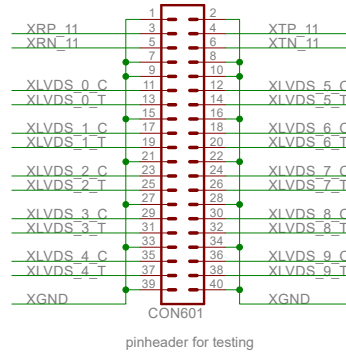 1 2
XRP_11 3 4 XTP_11
XRN_11 5 6 XTN_11
7 8
9 10
XLVDS_0_C 11 12 XLVDS_5_C
XLVDS_0_T 13 14 XLVDS_5_T
15 16
XLVDS_1_C 17 18 XLVDS_6_C
XLVDS_1_T 19 20 XLVDS_6_T
21 22
XLVDS_2_C 23 24 XLVDS_7_C
XLVDS_2_T 25 26 XLVDS_7_T
27 28
XLVDS_3_C 29 30 XLVDS_8_C
XLVDS_3_T 31 32 XLVDS_8_T
33 34
XLVDS_4_C 35 36 XLVDS_9_C
XLVDS_4_T 37 38 XLVDS_9_T
39 40
XGND XGND
CON601
pinheader for testing